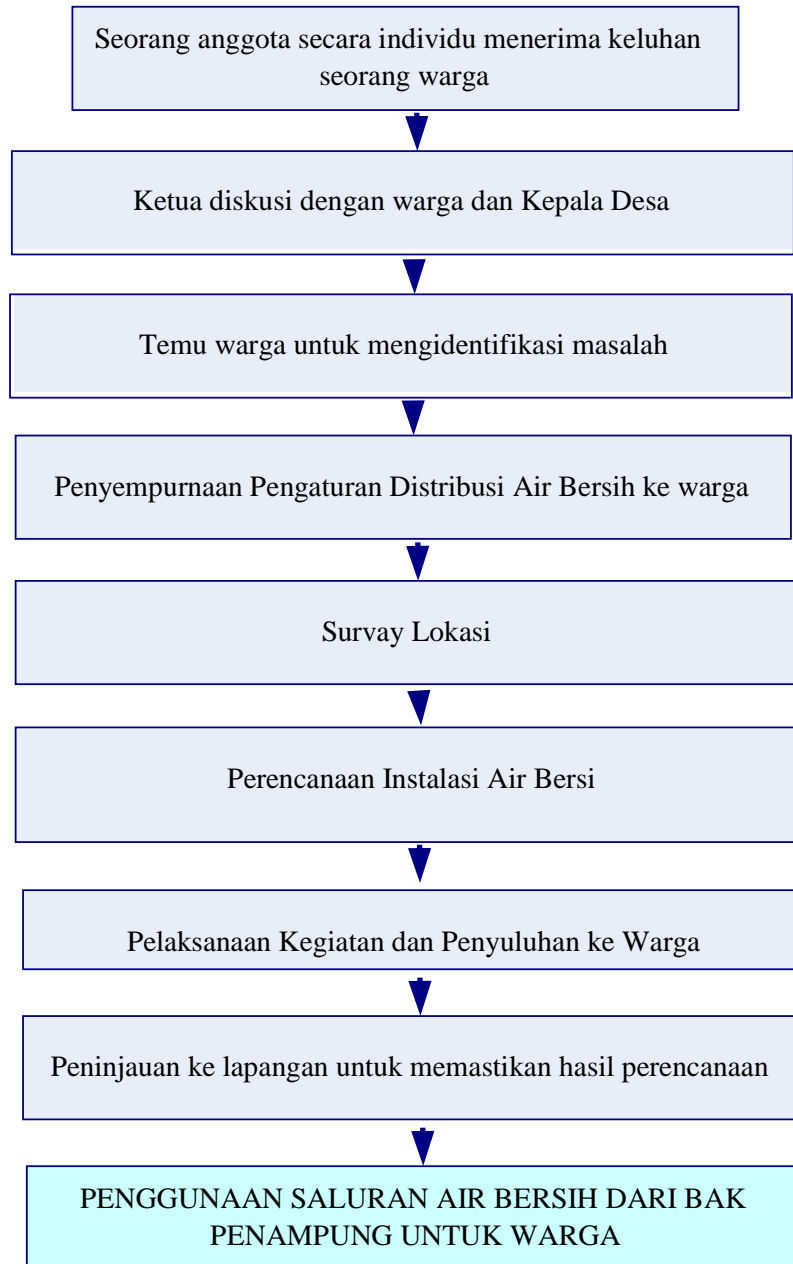 Seorang anggota secara individu menerima keluhan
seorang warga
Ketua diskusi dengan warga dan Kepala Desa
Temu warga untuk mengidentifikasi masalah
Penyempurnaan Pengaturan Distribusi Air Bersih ke warga
Survay Lokasi
Perencanaan Instalasi Air Bersi
Pelaksanaan Kegiatan dan Penyuluhan ke Warga
Peninjauan ke lapangan untuk memastikan hasil perencanaan
PENGGUNAAN SALURAN AIR BERSIH DARI BAK
PENAMPUNG UNTUK WARGA